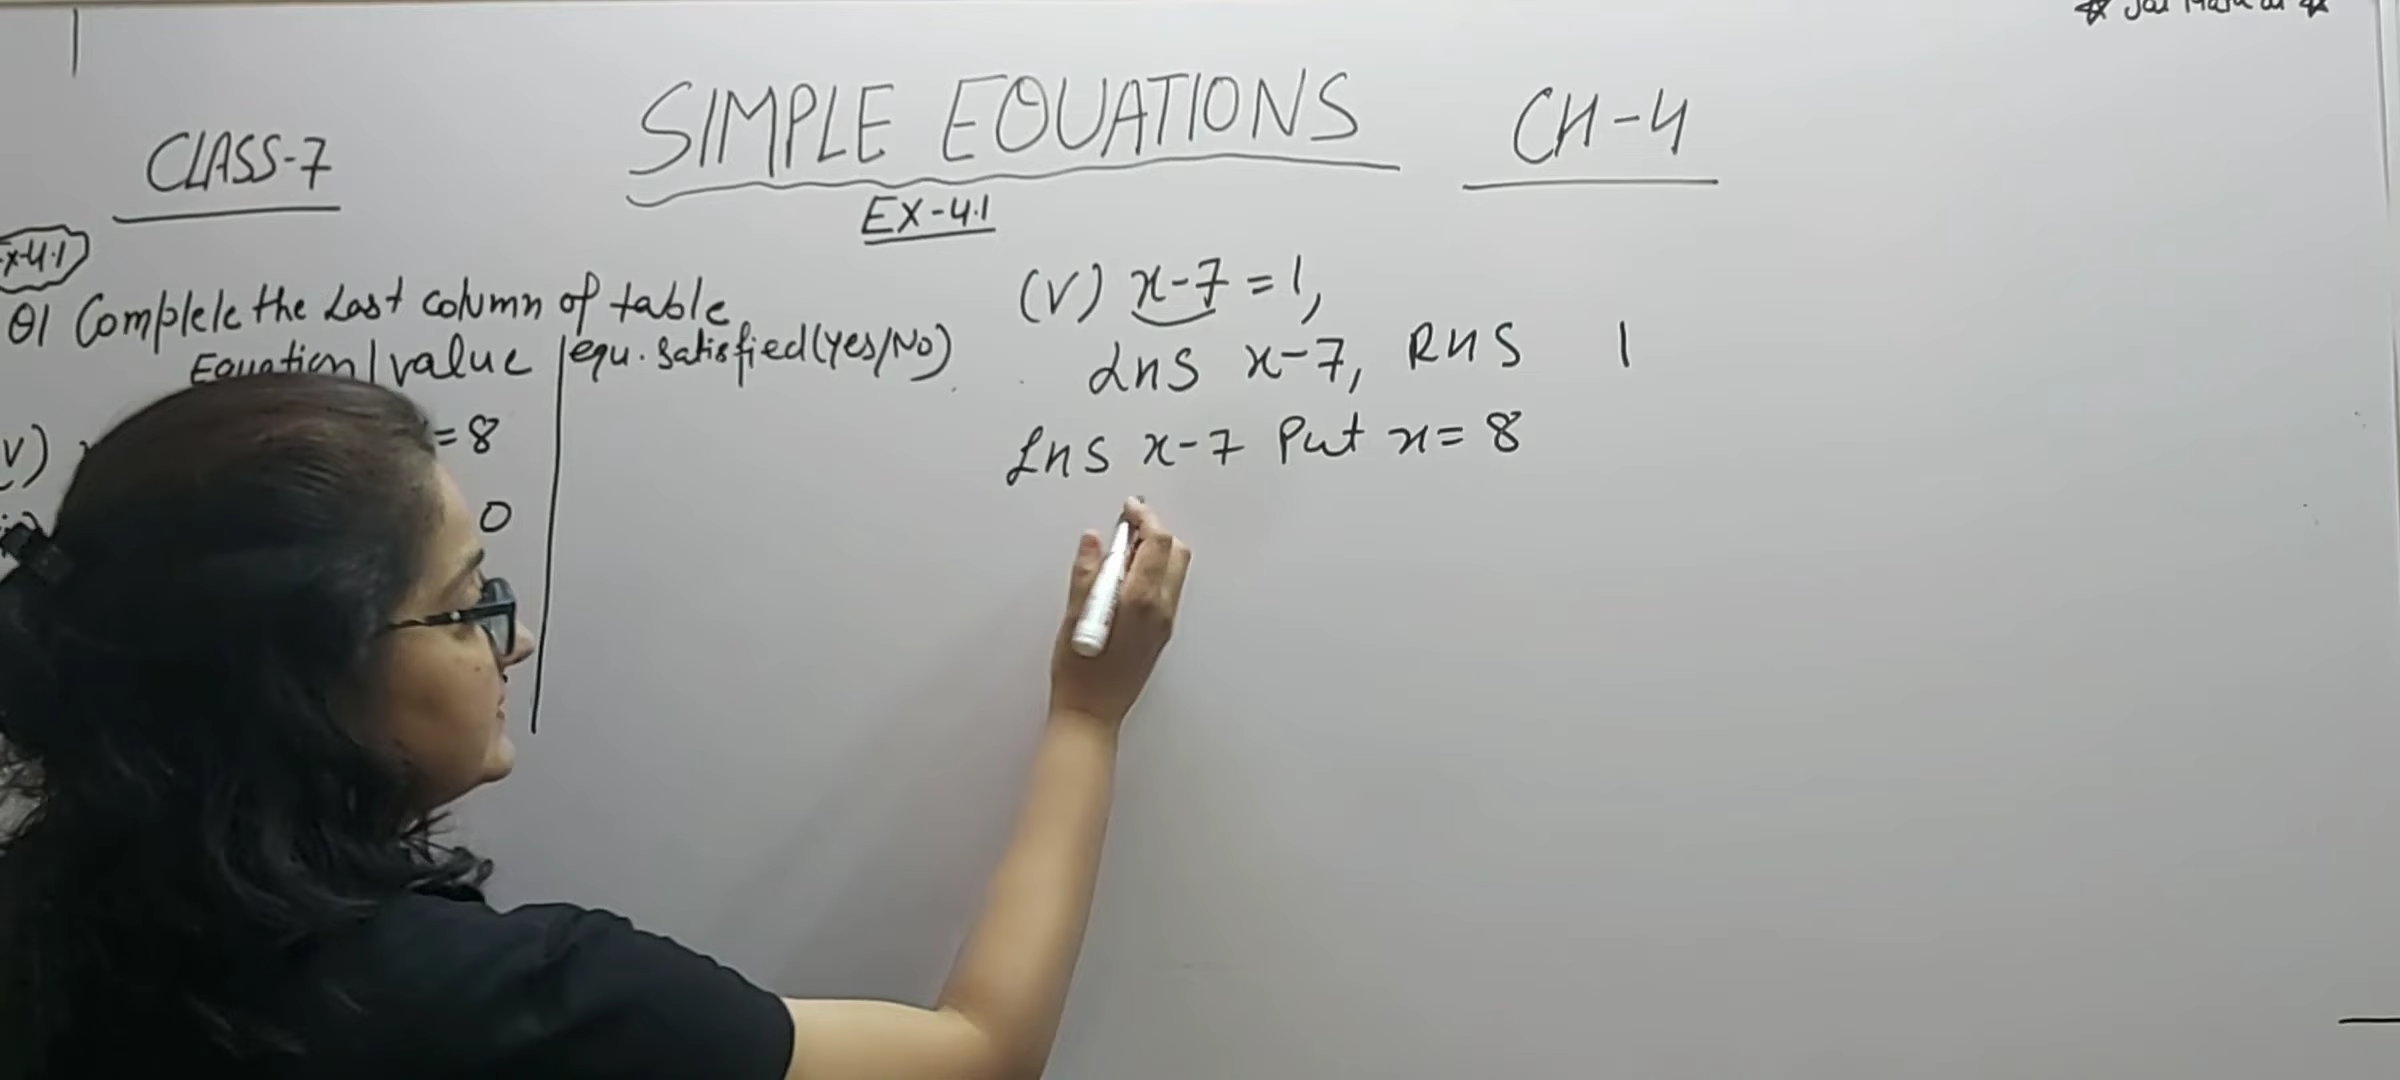 CLASS-7
SIMPLE EQUATIONS
CH-4
EX-4.1
x-4.1
Q1 Complete the Last column of table
Equation | value | equ. satisfied (Yes/No)
v) =8
0
(V) x-7 = 1,
LHS x-7, RHS 1
LHS x-7 Put x= 8